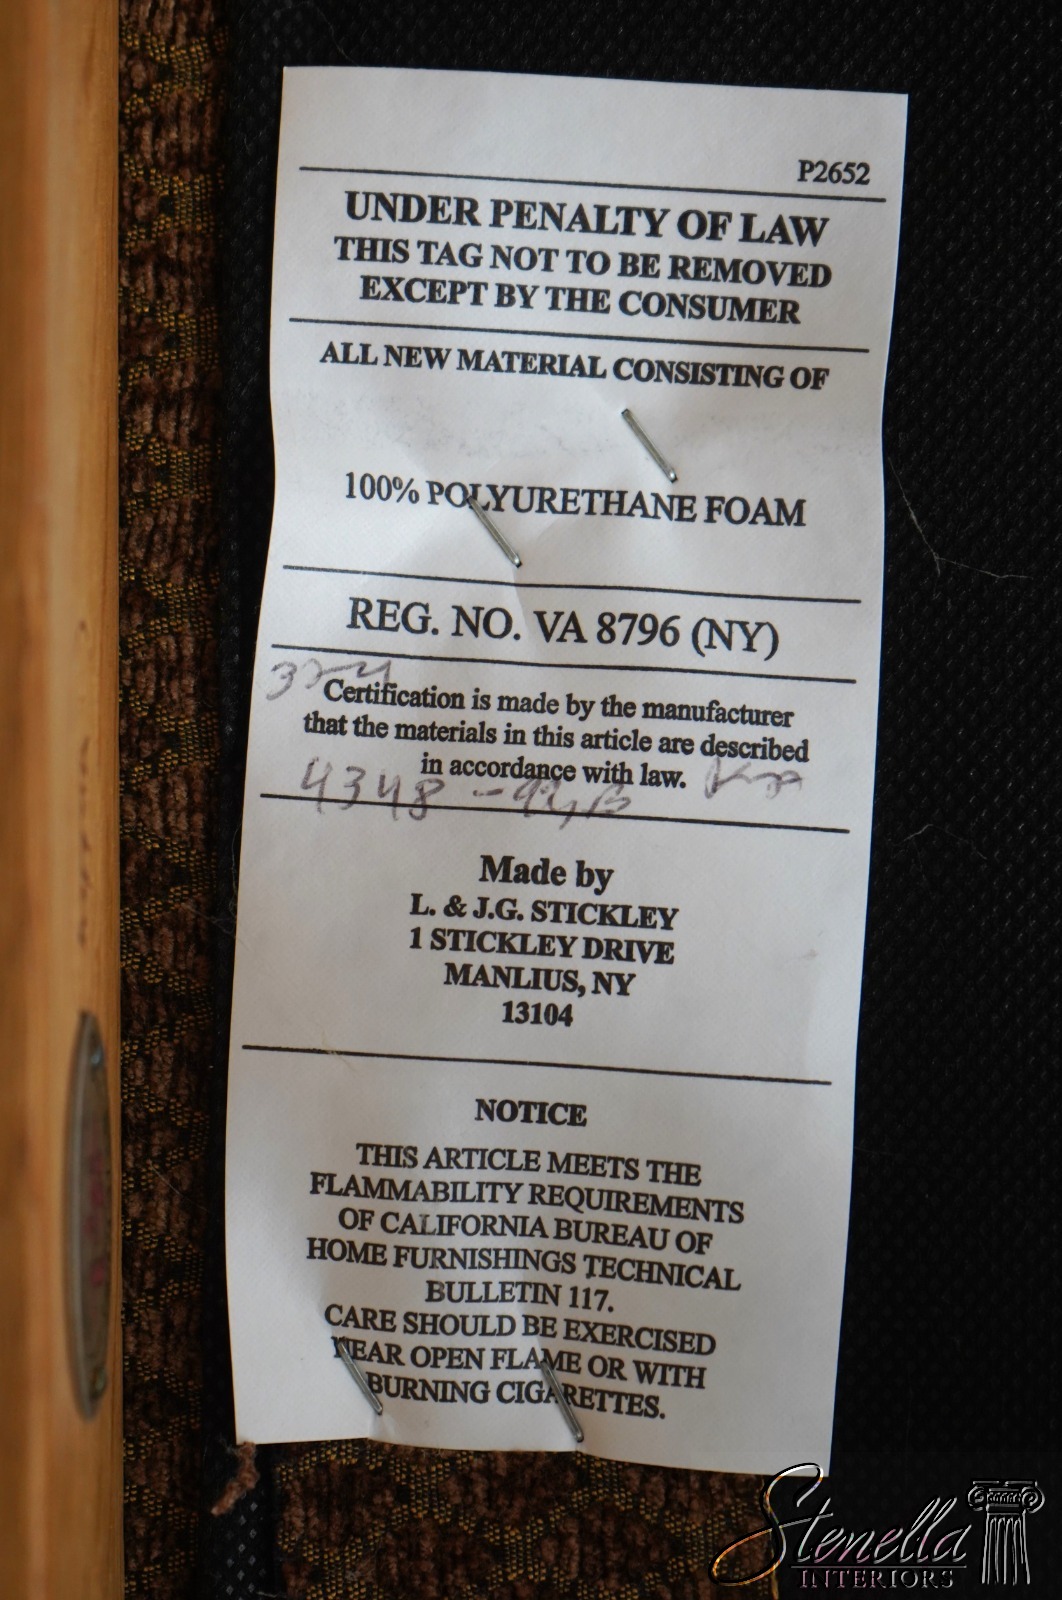 P2652
UNDER PENALTY OF LAW
THIS TAG NOT TO BE REMOVED
EXCEPT BY THE CONSUMER
ALL NEW MATERIAL CONSISTING OF
100% POLYURETHANE FOAM
REG. NO. VA 8796 (NY)
Certification is made by the manufacturer
that the materials in this article are described
in accordance with law.
4348
Made by
L. & J.G. STICKLEY
1 STICKLEY DRIVE
MANLIUS, NY
13104
NOTICE
THIS ARTICLE MEETS THE
FLAMMABILITY REQUIREMENTS
OF CALIFORNIA BUREAU OF
HOME FURNISHINGS TECHNICAL
BULLETIN 117.
CARE SHOULD BE EXERCISED
NEAR OPEN FLAME OR WITH
BURNING CIGARETTES.
Stenella
INTERIORS